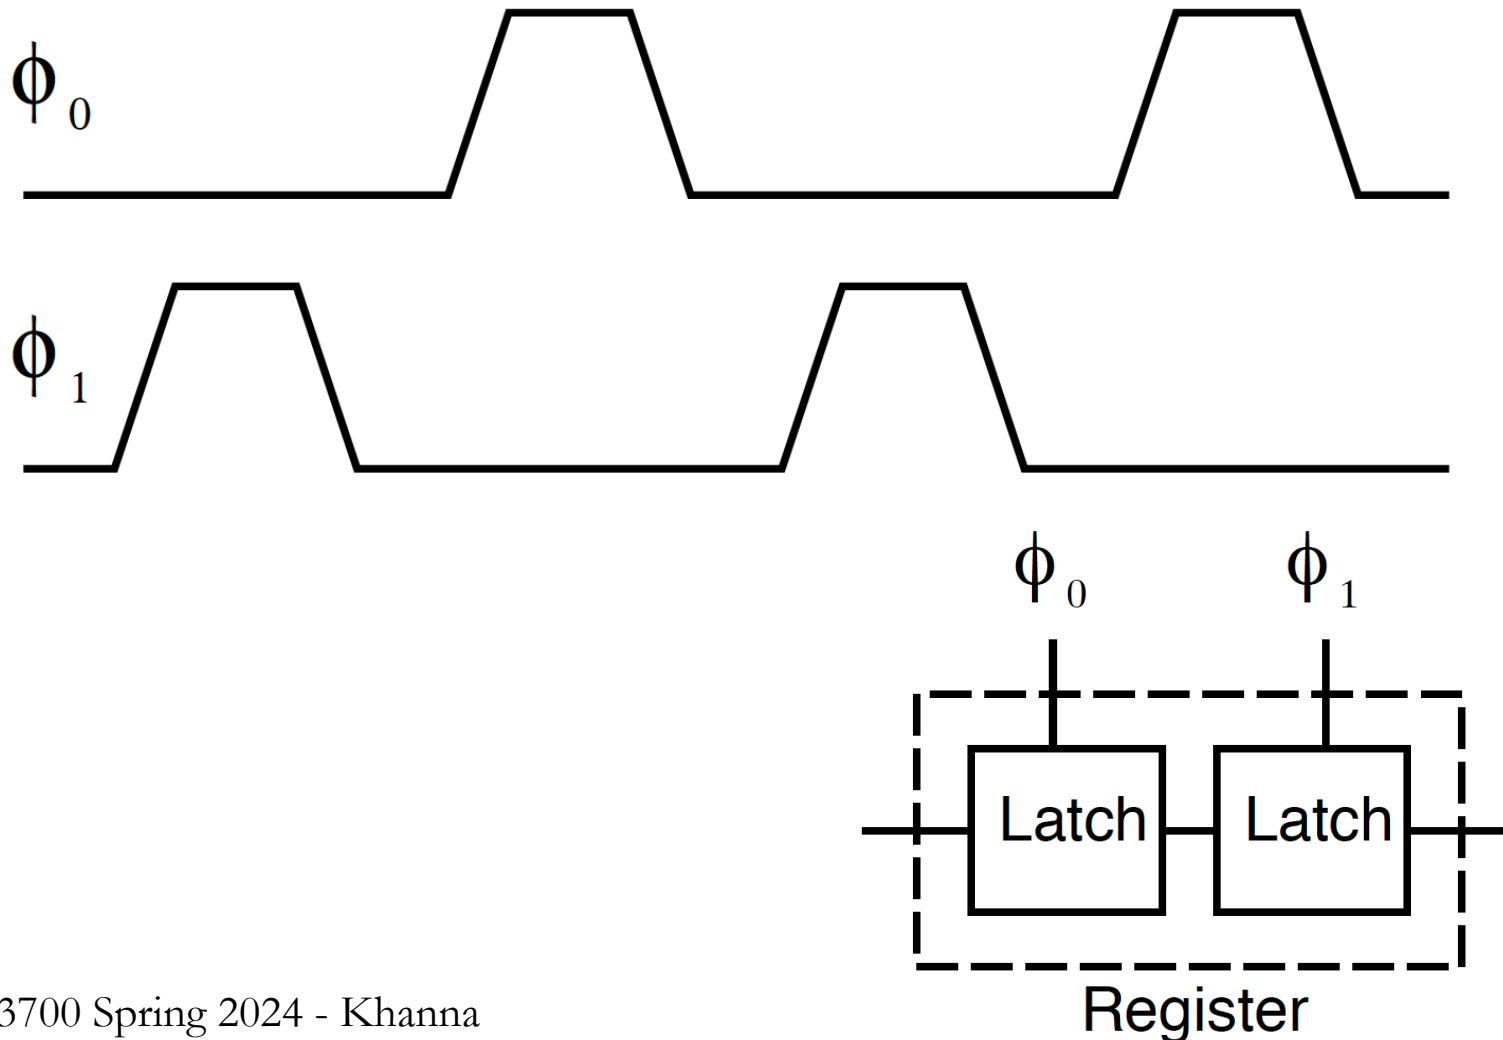 ϕ₀
ϕ₁
ϕ₀ ϕ₁
Latch Latch
Register
3700 Spring 2024 - Khanna